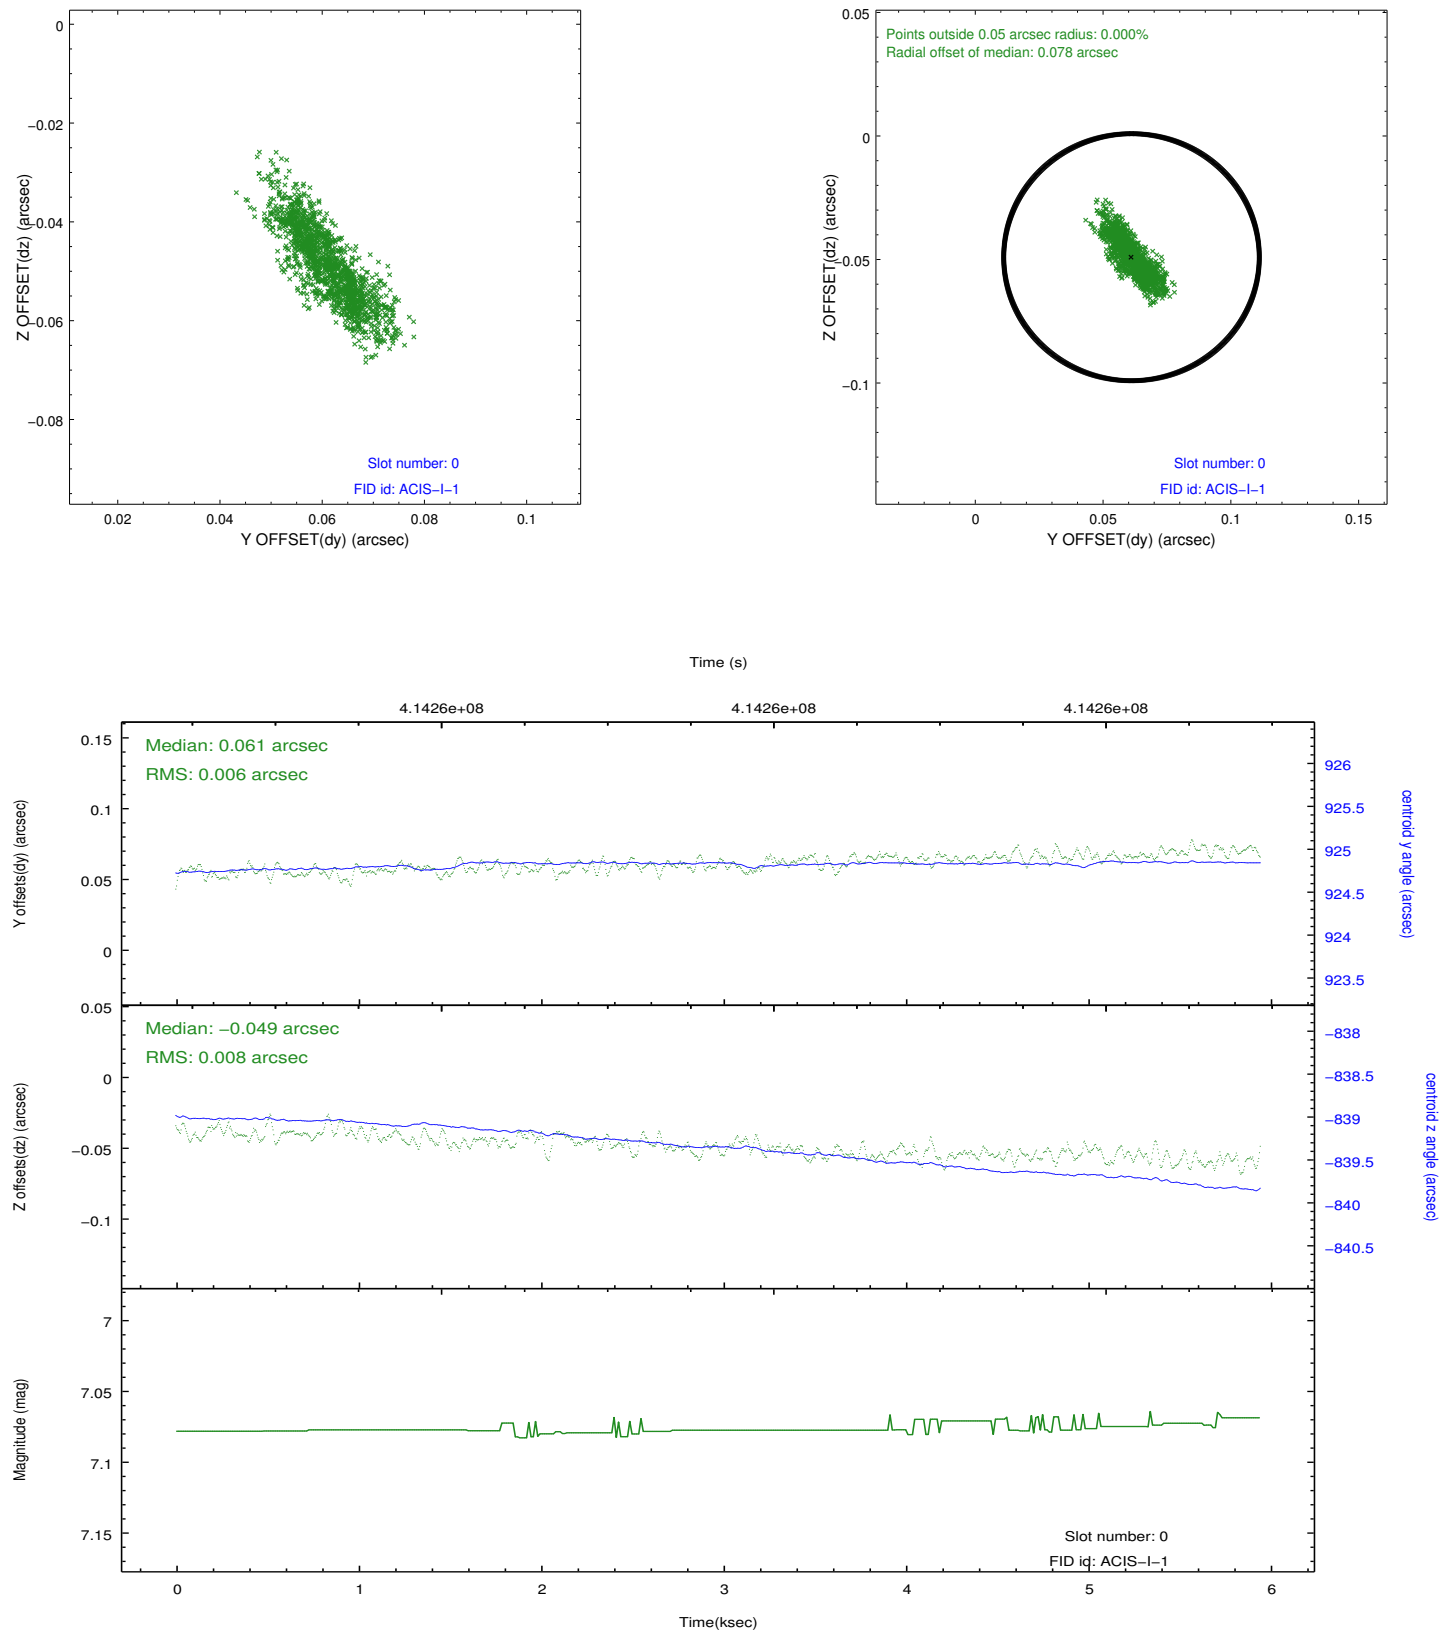 0
−0.02
−0.04
−0.06
−0.08
Z OFFSET(dz) (arcsec)
Slot number: 0
FID id: ACIS−I−1
0.02 0.04 0.06 0.08 0.1
Y OFFSET(dy) (arcsec)
0.05
0
−0.05
−0.1
Z OFFSET(dz) (arcsec)
Points outside 0.05 arcsec radius: 0.000%
Radial offset of median: 0.078 arcsec
Slot number: 0
FID id: ACIS−I−1
0 0.05 0.1 0.15
Y OFFSET(dy) (arcsec)
Time (s)
4.1426e+08 4.1426e+08 4.1426e+08
0.15
0.1
0.05
0
Y offsets(dy) (arcsec)
Median: 0.061 arcsec
RMS: 0.006 arcsec
926
925.5
925
924.5
924
923.5
centroid y angle (arcsec)
0.05
0
−0.05
−0.1
Z offsets(dz) (arcsec)
Median: −0.049 arcsec
RMS: 0.008 arcsec
−838
−838.5
−839
−839.5
−840
−840.5
centroid z angle (arcsec)
7
7.05
7.1
7.15
Magnitude (mag)
Slot number: 0
FID id: ACIS−I−1
0 1 2 3 4 5 6
Time(ksec)